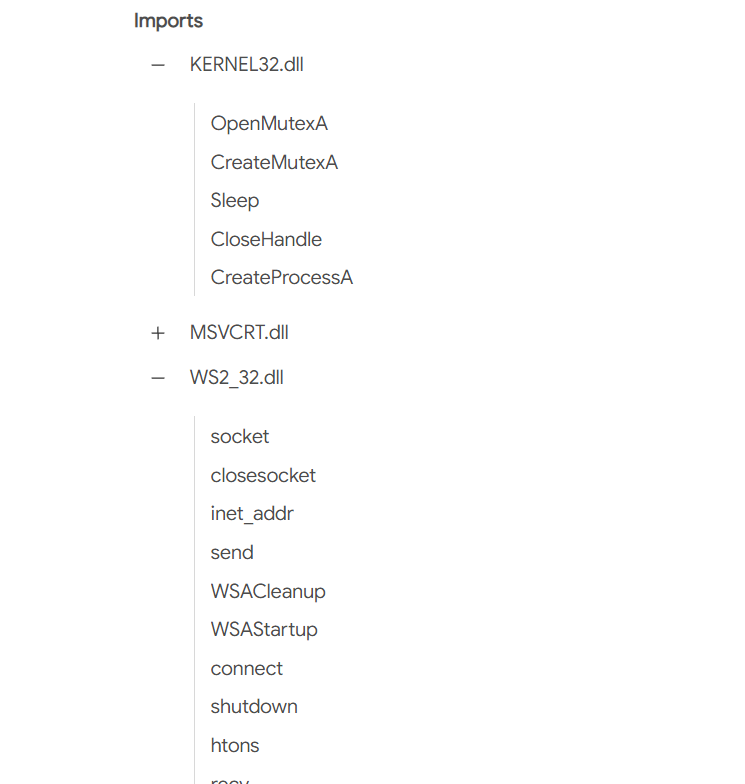 Imports
− KERNEL32.dll
OpenMutexA
CreateMutexA
Sleep
CloseHandle
CreateProcessA
+ MSVCRT.dll
− WS2_32.dll
socket
closesocket
inet_addr
send
WSACleanup
WSAStartup
connect
shutdown
htons